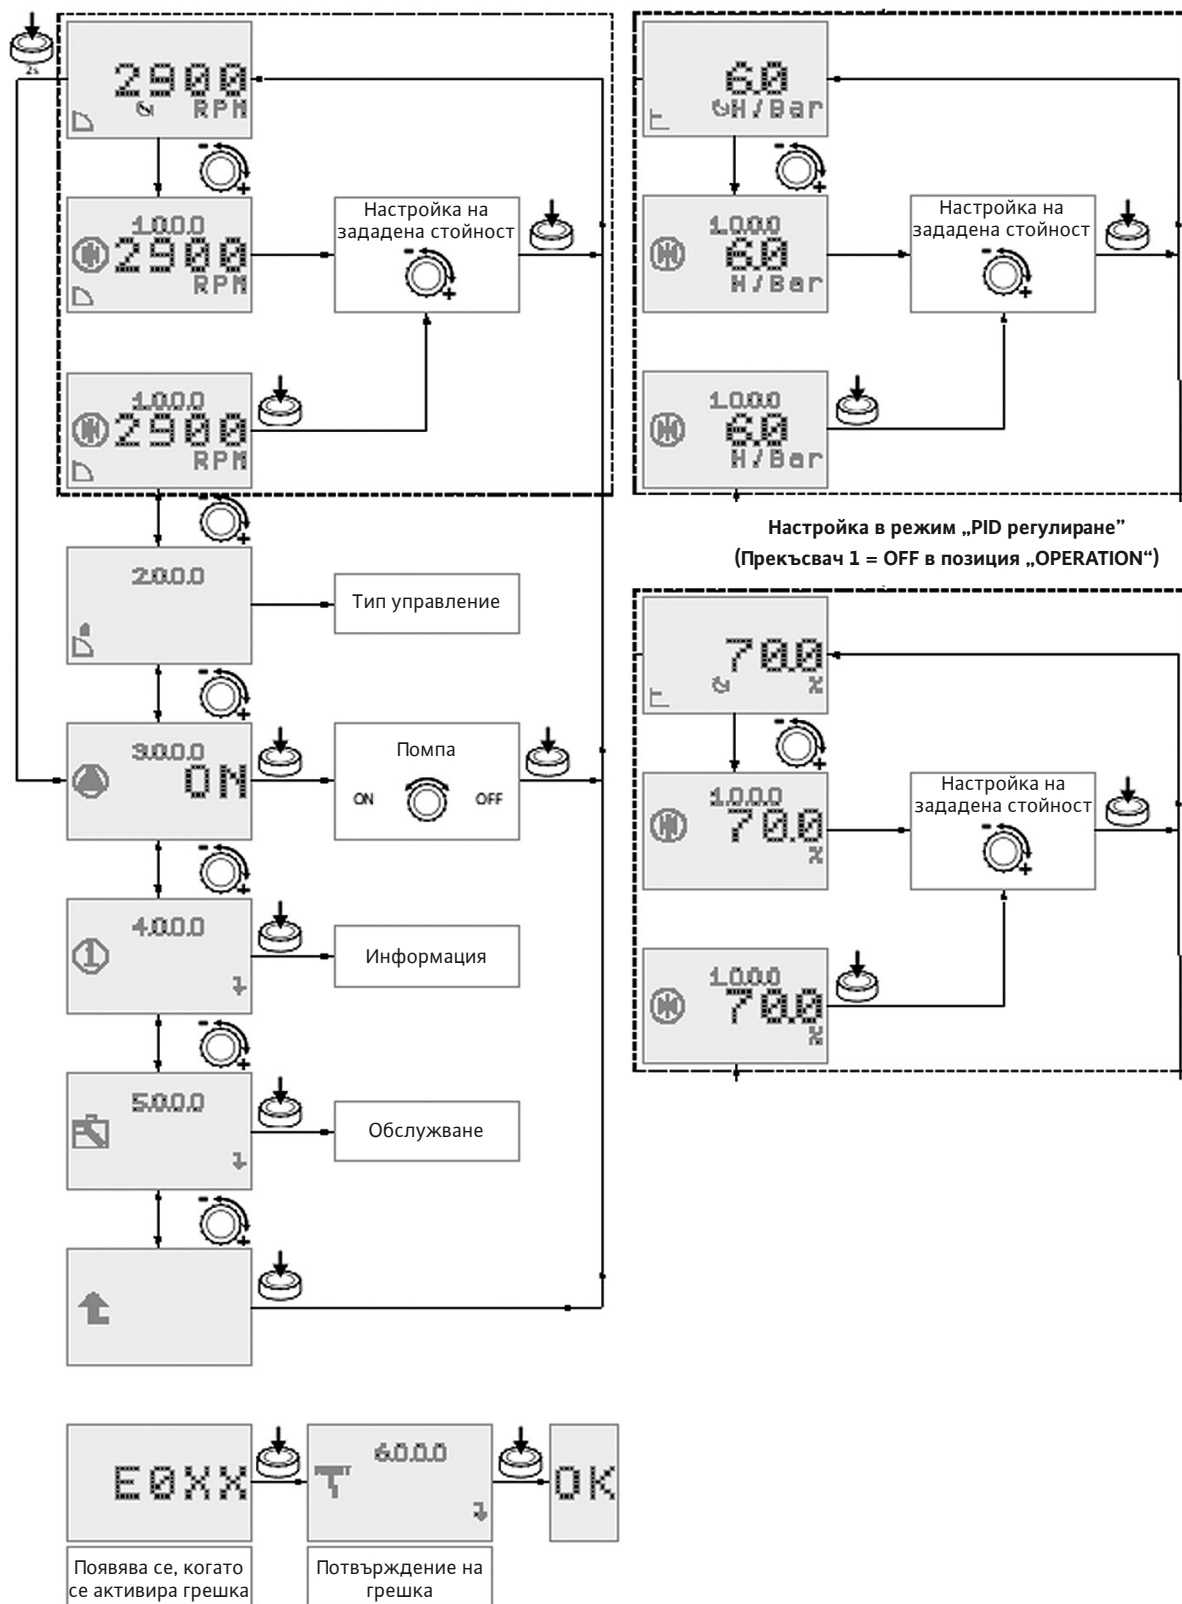 2s
2900
RPM
1.0.0.0
2900
RPM
Настройка на
зададена стойност
- +
1.0.0.0
2900
RPM
2.0.0.0
Тип управление
3.0.0.0
ON
Помпа
ON OFF
4.0.0.0
1
Информация
5.0.0.0
Обслужване
E0XX
6.0.0.0
OK
Появява се, когато
се активира грешка
Потвърждение на
грешка
6.0
H/Bar
1.0.0.0
6.0
H/Bar
Настройка на
зададена стойност
- +
1.0.0.0
6.0
H/Bar
Настройка в режим „PID регулиране”
(Прекъсвач 1 = OFF в позиция „OPERATION“)
70.0
%
1.0.0.0
70.0
%
Настройка на
зададена стойност
- +
1.0.0.0
70.0
%